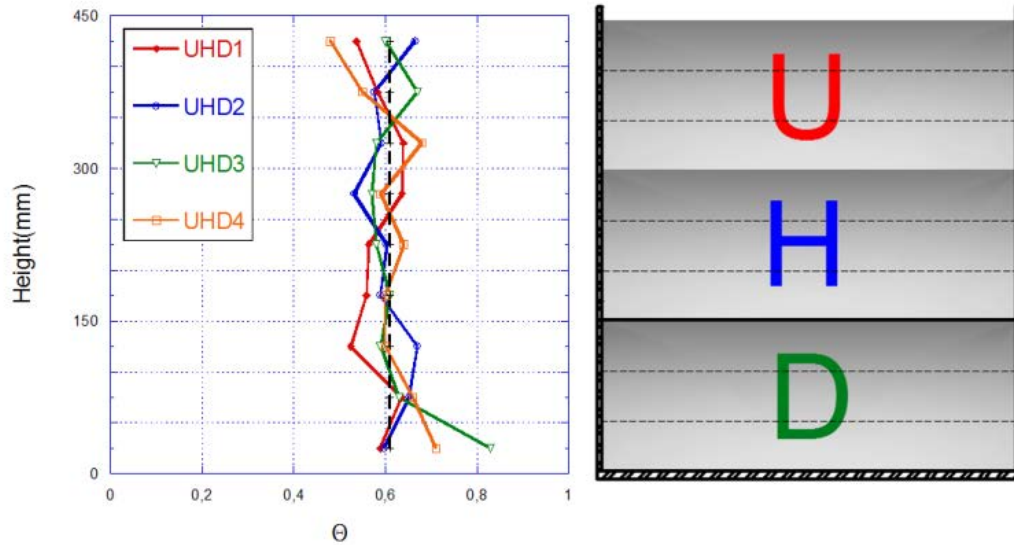 450
300
150
0
Height(mm)
UHD1
UHD2
UHD3
UHD4
0
0,2
0,4
0,6
0,8
1
Θ
U
H
D